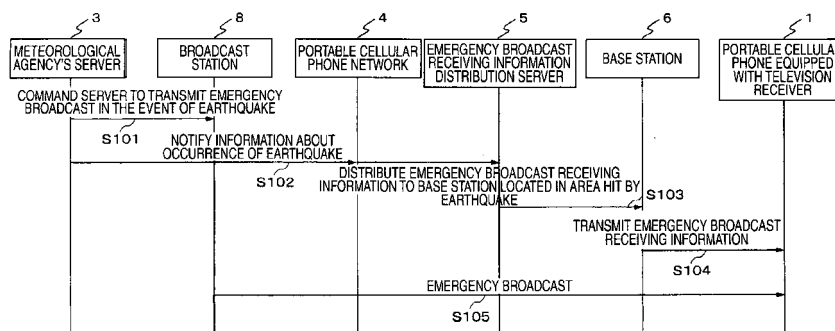 3
8
4
5
6
1
METEOROLOGICAL
AGENCY'S SERVER
BROADCAST
STATION
PORTABLE CELLULAR
PHONE NETWORK
EMERGENCY BROADCAST
RECEIVING INFORMATION
DISTRIBUTION SERVER
BASE STATION
PORTABLE CELLULAR
PHONE EQUIPPED
WITH TELEVISION
RECEIVER
COMMAND SERVER TO TRANSMIT EMERGENCY
BROADCAST IN THE EVENT OF EARTHQUAKE
S101
NOTIFY INFORMATION ABOUT
OCCURRENCE OF EARTHQUAKE
S102
DISTRIBUTE EMERGENCY BROADCAST RECEIVING
INFORMATION TO BASE STATION LOCATED IN AREA HIT BY
EARTHQUAKE
S103
TRANSMIT EMERGENCY BROADCAST
RECEIVING INFORMATION
S104
EMERGENCY BROADCAST
S105